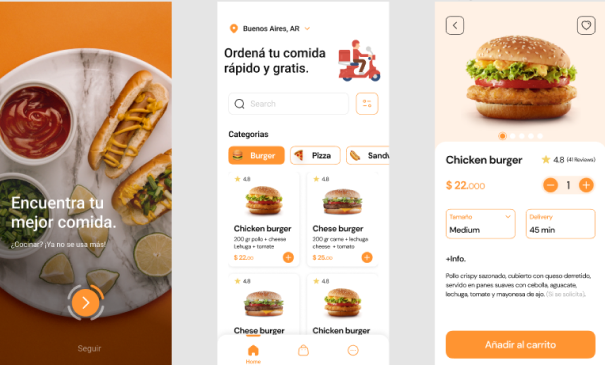 Encuentra tu
mejor comida.
¿Cocinar? ¡Ya no se usa más!
Seguir
Buenos Aires, AR
Ordená tu comida
rápido y gratis.
Search
Categorias
Burger
Pizza
Sandw
4.8
Chicken burger
200 gr pollo + cheese
Lehuga + tomate
$ 22.00
4.8
Chese burger
200 gr carne + lechuga
cheese + tomate
$ 25.00
4.8
Chese burger
4.8
Chicken burger
Home
Chicken burger
4.8 (41 Reviews)
$ 22.000
1
Tamaño
Medium
Delivery
45 min
+Info.
Pollo crispy sazonado, cubierto con queso derretido,
servido en panes suaves con cebolla, aguacate,
lechuga, tomate y mayonesa de ajo. (Si se solicita).
Añadir al carrito